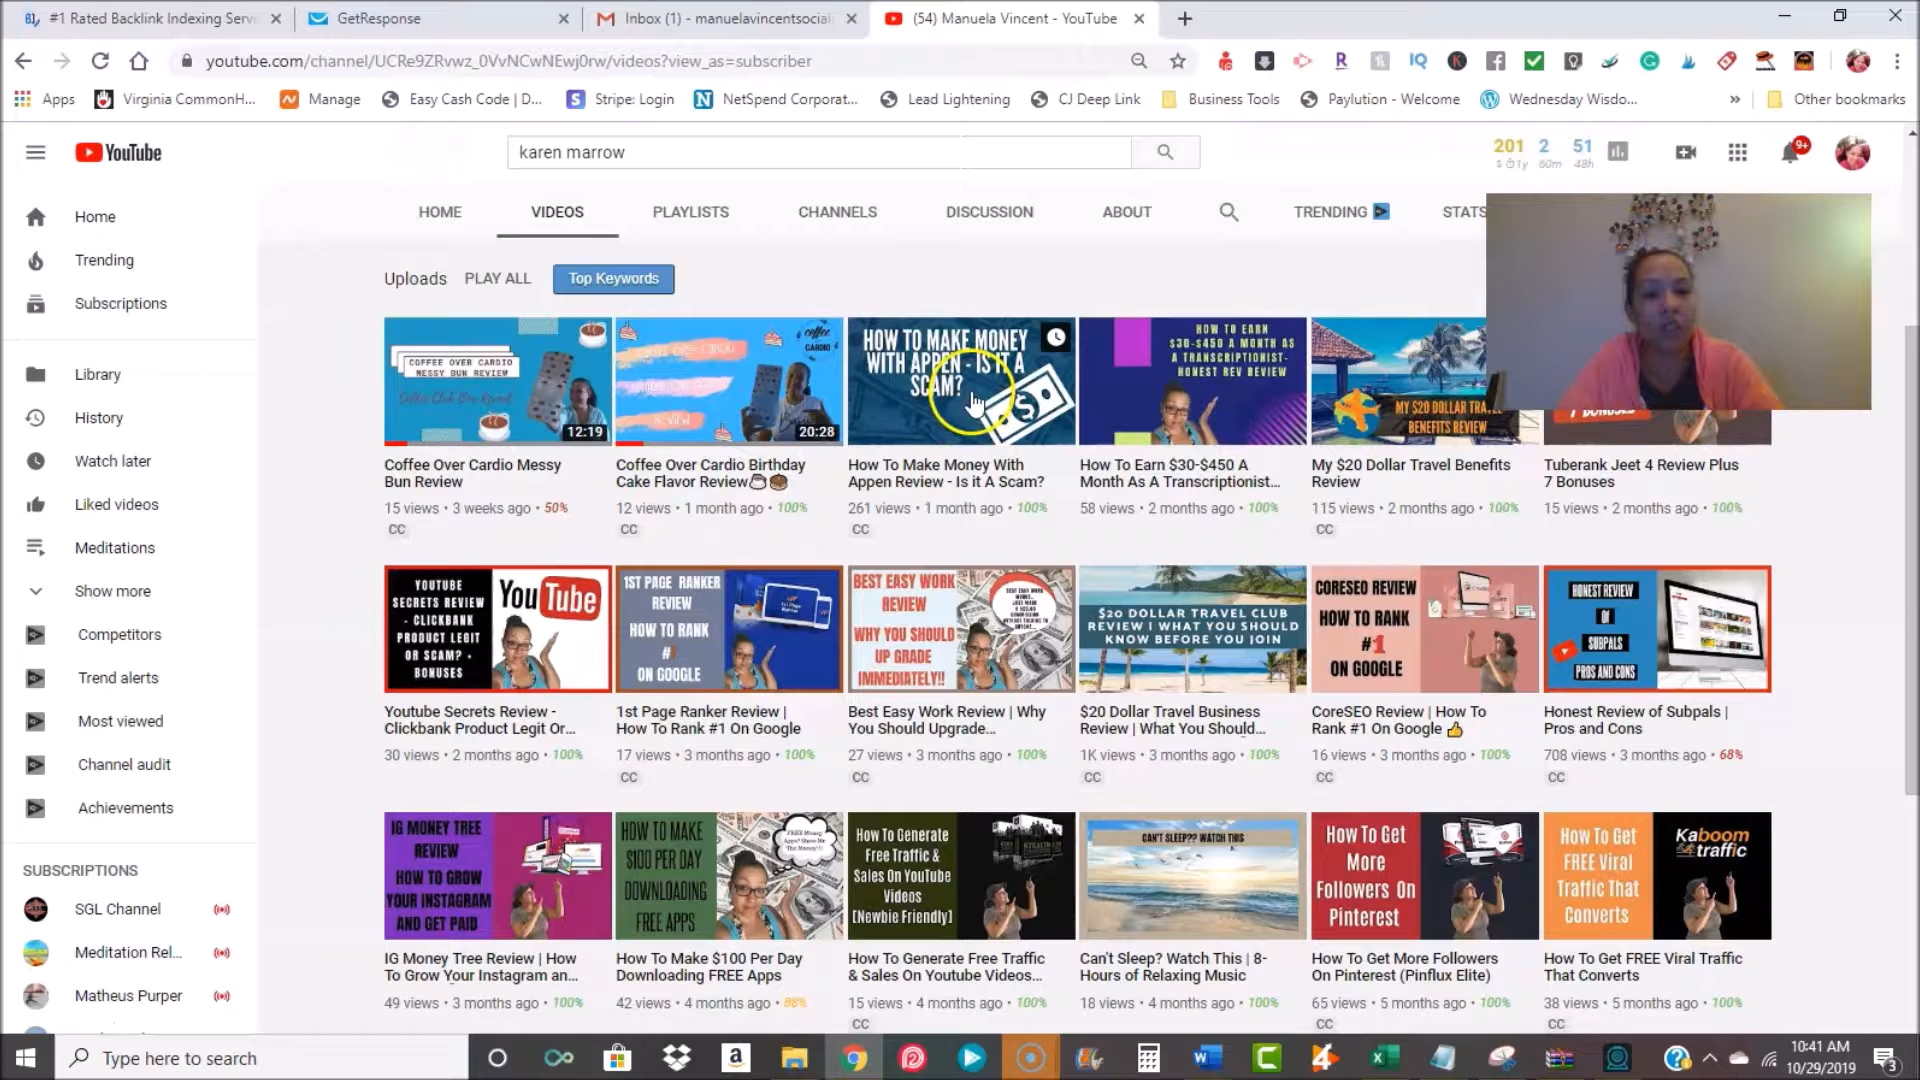 #1 Rated Backlink Indexing Serv
GetResponse
Inbox (1) - manuelavincentsocial
(54) Manuela Vincent - YouTube
youtube.com/channel/UCRe9ZRvwz_0VvNCwNEwj0rw/videos?view_as=subscriber
Apps
Virginia CommonH...
Manage
Easy Cash Code | D...
Stripe: Login
NetSpend Corporat...
Lead Lightening
CJ Deep Link
Business Tools
Paylution - Welcome
Wednesday Wisdo...
Other bookmarks
YouTube
karen marrow
201 2 51
1y 60m 48h
9+
HOME
VIDEOS
PLAYLISTS
CHANNELS
DISCUSSION
ABOUT
TRENDING
STATS
Home
Trending
Subscriptions
Library
History
Watch later
Liked videos
Meditations
Show more
Competitors
Trend alerts
Most viewed
Channel audit
Achievements
SUBSCRIPTIONS
SGL Channel
Meditation Rel...
Matheus Purper
Uploads
PLAY ALL
Top Keywords
COFFEE OVER CARDIO
MESSY BUN REVIEW
12:19
coffee
CARDIO
REVIEW
20:28
HOW TO MAKE MONEY
WITH APPEN - IS IT A
SCAM?
HOW TO EARN
$30-$450 A MONTH AS
A TRANSCRIPTIONIST-
HONEST REV REVIEW
MY $20 DOLLAR TRAVEL
BENEFITS REVIEW
7 BONUSES
Coffee Over Cardio Messy
Bun Review
15 views • 3 weeks ago • 50%
CC
Coffee Over Cardio Birthday
Cake Flavor Review
12 views • 1 month ago • 100%
CC
How To Make Money With
Appen Review - Is it A Scam?
261 views • 1 month ago • 100%
CC
How To Earn $30-$450 A
Month As A Transcriptionist...
58 views • 2 months ago • 100%
My $20 Dollar Travel Benefits
Review
115 views • 2 months ago • 100%
CC
Tuberank Jeet 4 Review Plus
7 Bonuses
15 views • 2 months ago • 100%
YOUTUBE
SECRETS REVIEW
- CLICKBANK
PRODUCT LEGIT
OR SCAM? +
BONUSES
YouTube
1ST PAGE RANKER
REVIEW
HOW TO RANK
#1
ON GOOGLE
BEST EASY WORK
REVIEW
WHY YOU SHOULD
UP GRADE
IMMEDIATELY!!
$20 DOLLAR TRAVEL CLUB
REVIEW I WHAT YOU SHOULD
KNOW BEFORE YOU JOIN
CORESEO REVIEW
HOW TO RANK
#1
ON GOOGLE
HONEST REVIEW
OF
SUBPALS
PROS AND CONS
Youtube Secrets Review -
Clickbank Product Legit Or...
30 views • 2 months ago • 100%
1st Page Ranker Review |
How To Rank #1 On Google
17 views • 3 months ago • 100%
CC
Best Easy Work Review | Why
You Should Upgrade...
27 views • 3 months ago • 100%
CC
$20 Dollar Travel Business
Review | What You Should...
1K views • 3 months ago • 100%
CC
CoreSEO Review | How To
Rank #1 On Google
16 views • 3 months ago • 100%
CC
Honest Review of Subpals |
Pros and Cons
708 views • 3 months ago • 68%
CC
IG MONEY TREE
REVIEW
HOW TO GROW
YOUR INSTAGRAM
AND GET PAID
HOW TO MAKE
$100 PER DAY
DOWNLOADING
FREE APPS
How To Generate
Free Traffic &
Sales On YouTube
Videos
[Newbie Friendly]
CAN'T SLEEP?? WATCH THIS
How To Get
More
Followers On
Pinterest
How To Get
FREE Viral
Traffic That
Converts
Kaboom
traffic
IG Money Tree Review | How
To Grow Your Instagram an...
49 views • 3 months ago • 100%
How To Make $100 Per Day
Downloading FREE Apps
42 views • 4 months ago • 88%
How To Generate Free Traffic
& Sales On Youtube Videos...
15 views • 4 months ago • 100%
CC
Can't Sleep? Watch This | 8-
Hours of Relaxing Music
18 views • 4 months ago • 100%
How To Get More Followers
On Pinterest (Pinflux Elite)
65 views • 5 months ago • 100%
CC
How To Get FREE Viral Traffic
That Converts
38 views • 5 months ago • 100%
CC
Type here to search
10:41 AM
10/29/2019
3